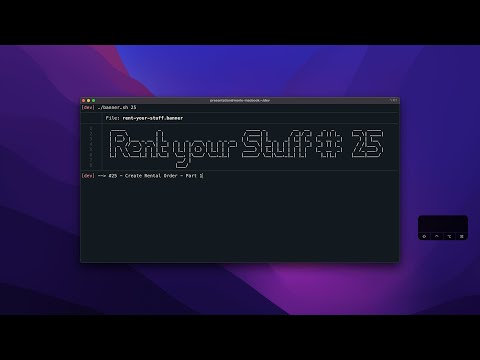 [dev] ./banner.sh 25
File: rent-your-stuff.banner
Rent your Stuff # 25
[dev] --> #25 - Create Rental Order - Part 1